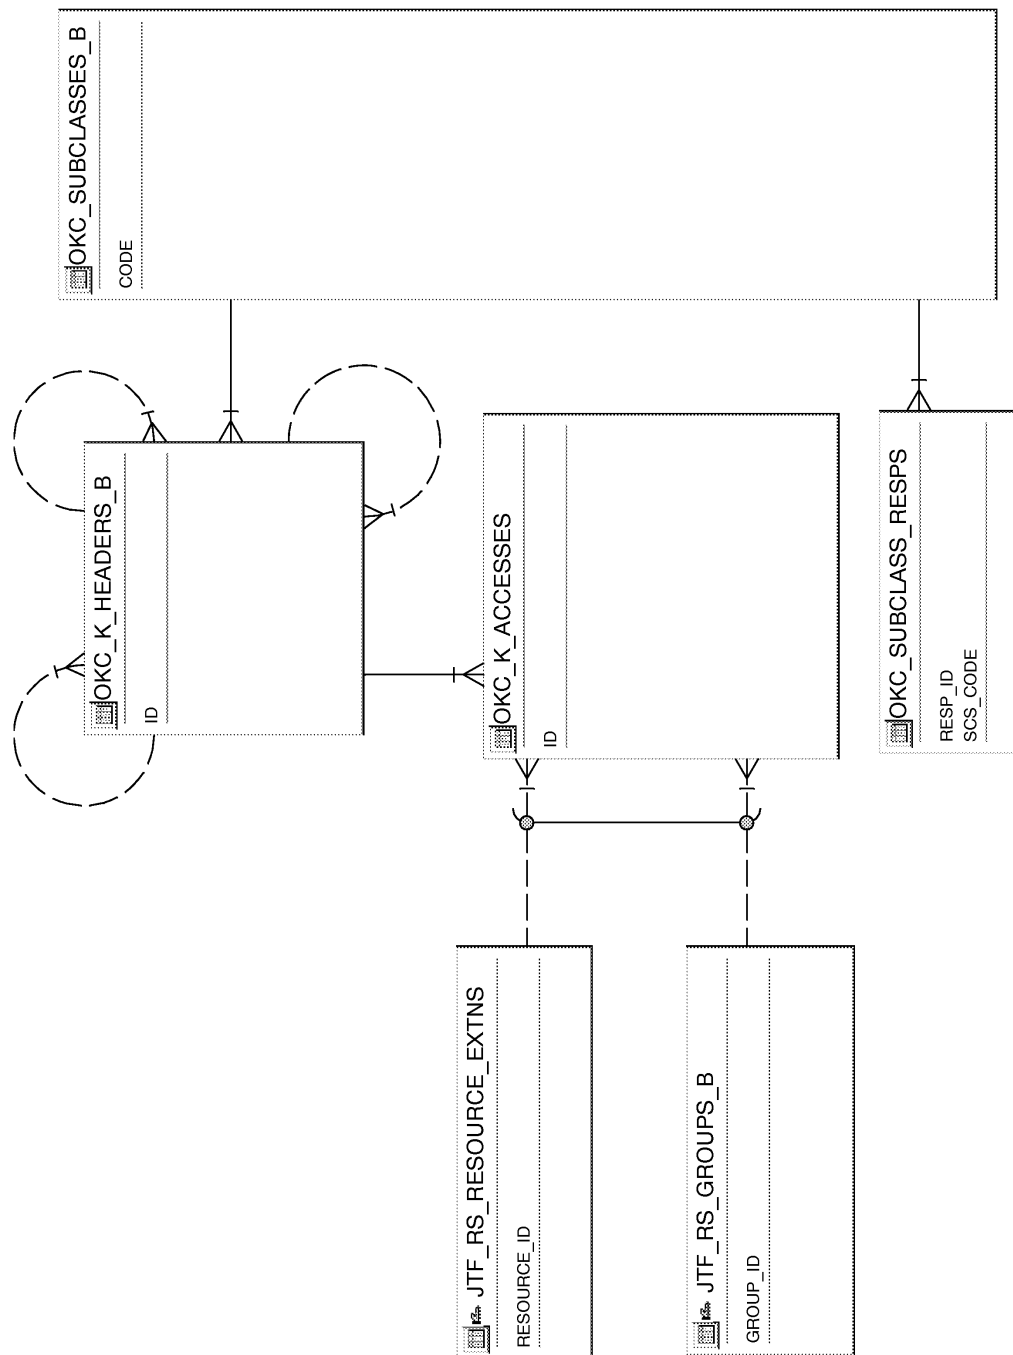 OKC_SUBCLASSES_B
CODE
OKC_K_HEADERS_B
ID
OKC_K_ACCESSES
ID
OKC_SUBCLASS_RESPS
RESP_ID
SCS_CODE
JTF_RS_RESOURCE_EXTNS
RESOURCE_ID
JTF_RS_GROUPS_B
GROUP_ID